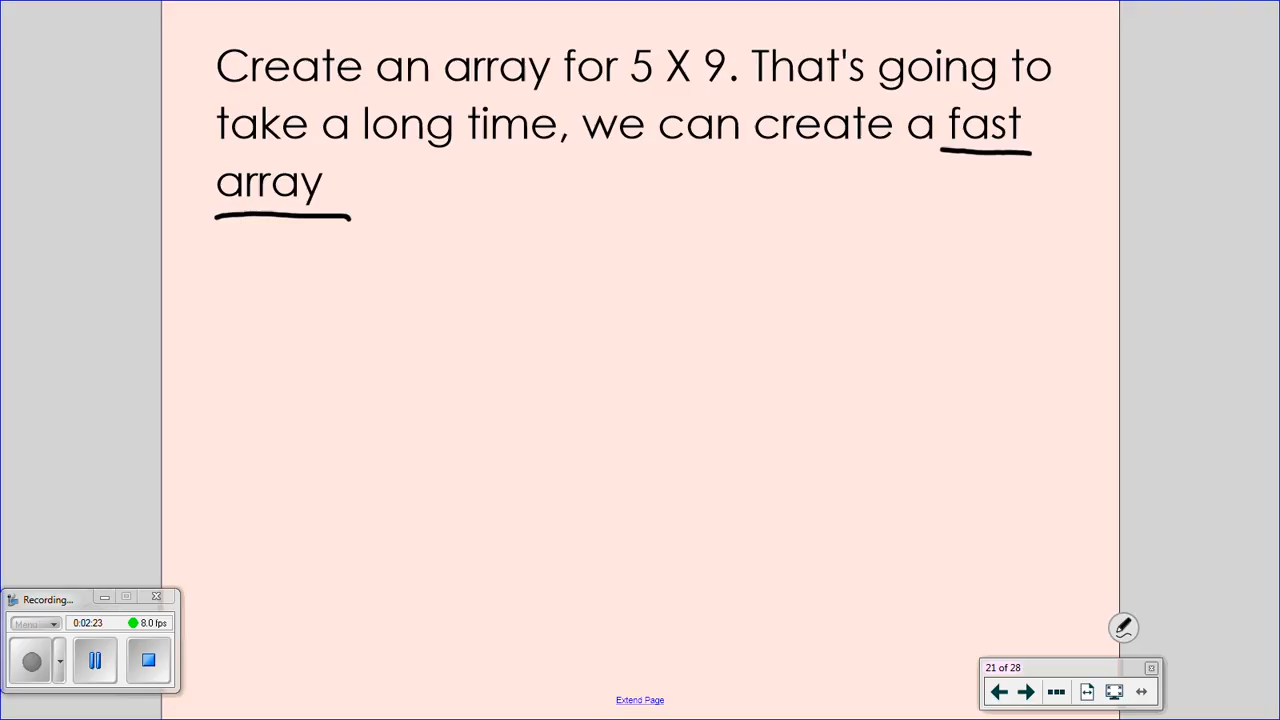 Create an array for 5 X 9. That's going to
take a long time, we can create a fast
array
Recording...
Menu
0:02:23
8.0 fps
21 of 28
Extend Page